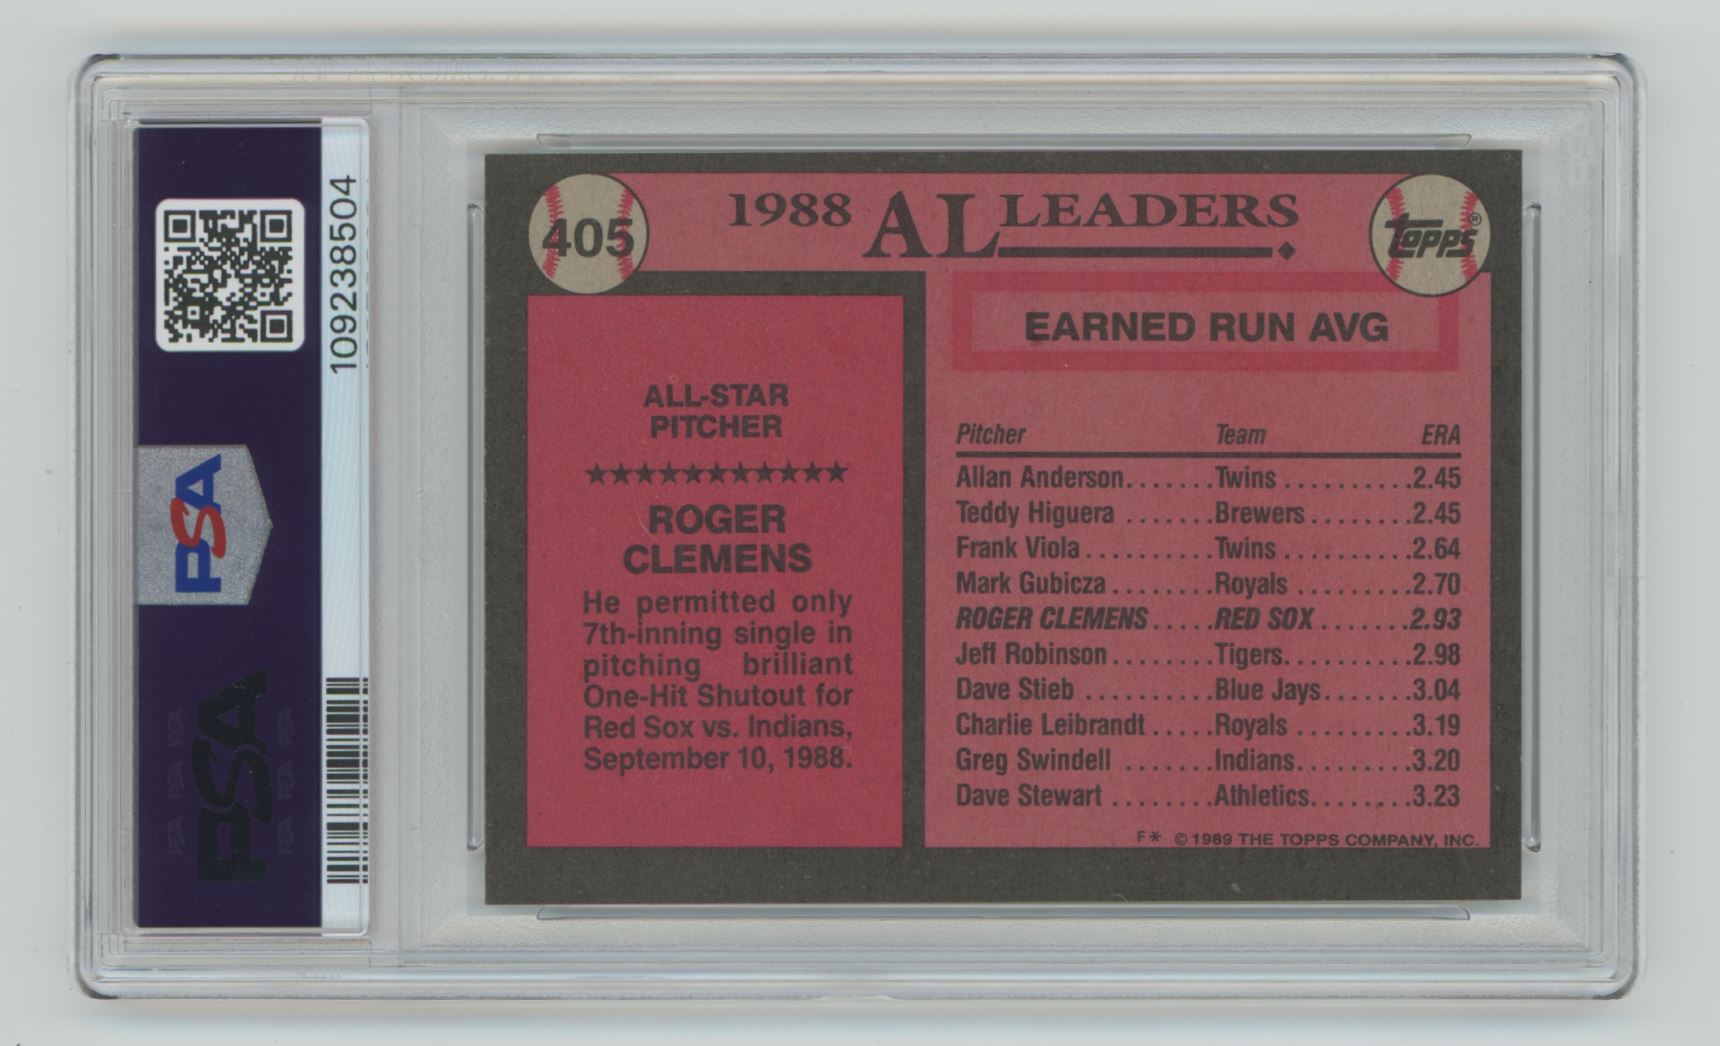 109238504
PSA
PSA
405
1988 AL LEADERS
Topps®
EARNED RUN AVG
ALL-STAR
PITCHER
★★★★★★★★★★★
ROGER
CLEMENS
He permitted only
7th-inning single in
pitching brilliant
One-Hit Shutout for
Red Sox vs. Indians,
September 10, 1988.
Pitcher Team ERA
Allan Anderson.......Twins ..........2.45
Teddy Higuera .......Brewers........2.45
Frank Viola..........Twins ..........2.64
Mark Gubicza ........Royals .........2.70
ROGER CLEMENS.....RED SOX .......2.93
Jeff Robinson........Tigers..........2.98
Dave Stieb ..........Blue Jays.......3.04
Charlie Leibrandt.....Royals .........3.19
Greg Swindell .......Indians.........3.20
Dave Stewart ........Athletics.......3.23
F* © 1989 THE TOPPS COMPANY, INC.